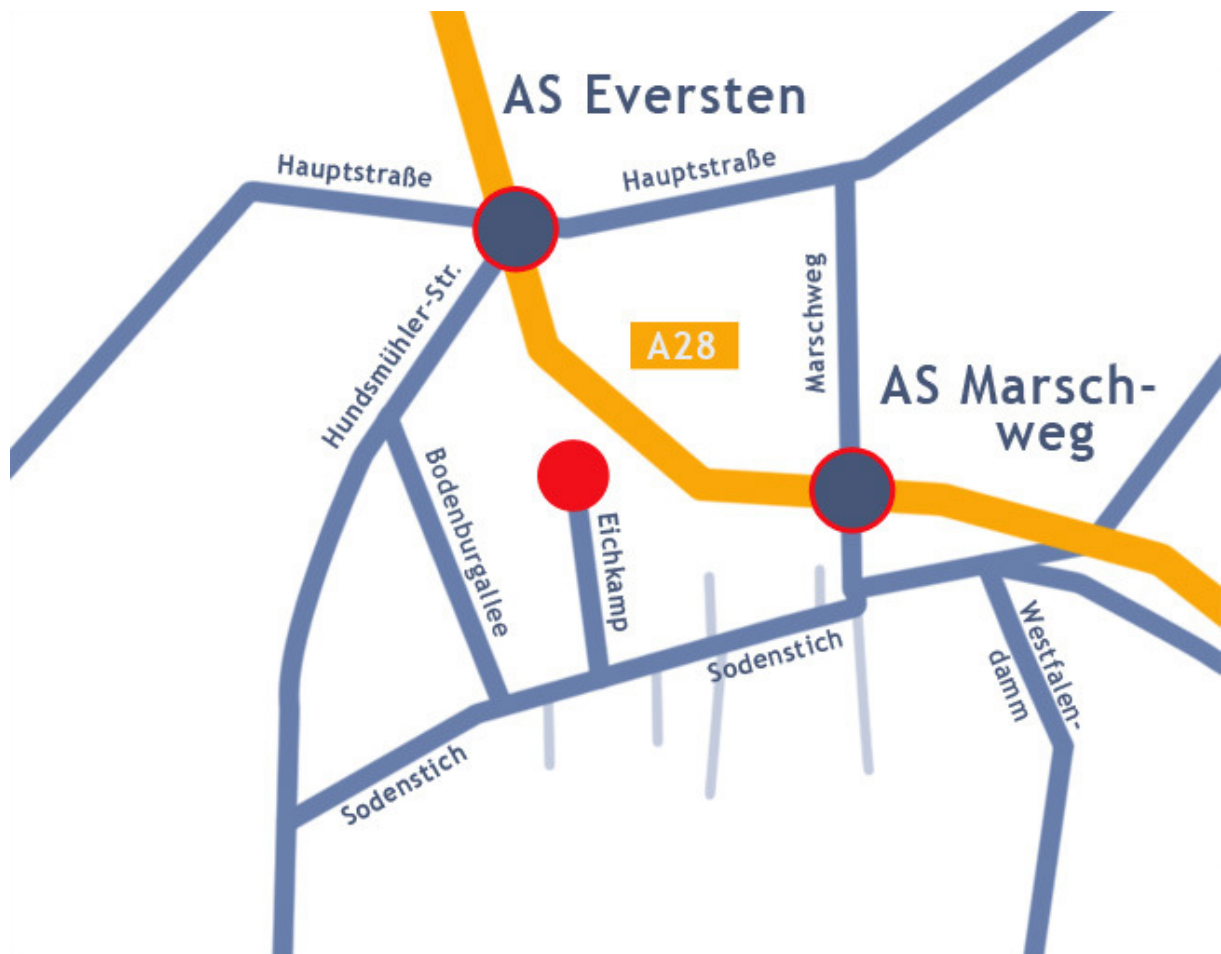 AS Eversten
Hauptstraße
Hauptstraße
Hundsmühler-Str.
Marschweg
A28
AS Marsch-
weg
Bodenburgallee
Eichkamp
Sodenstich
Westfalen-
damm
Sodenstich